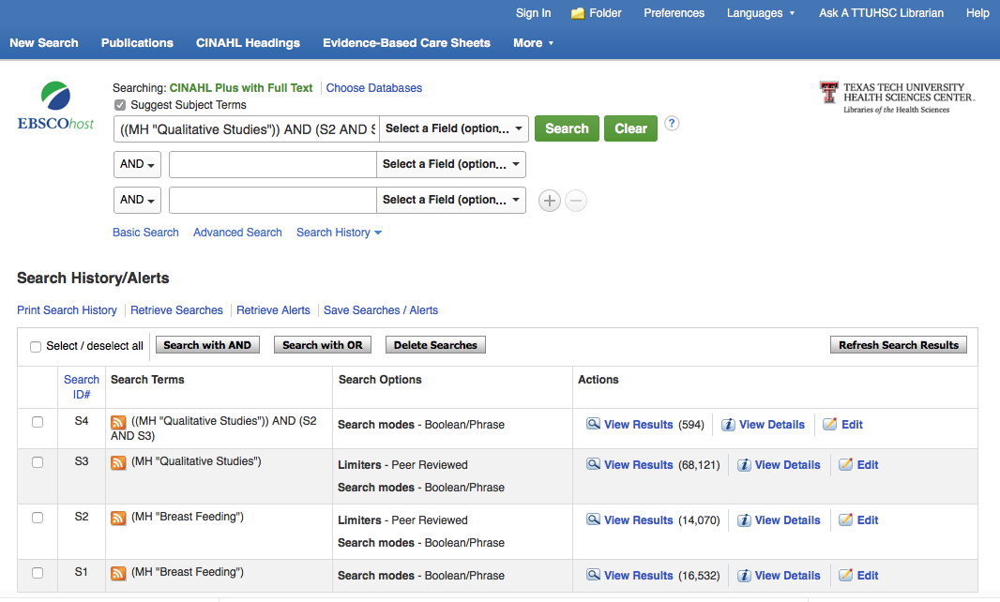 Sign In Folder Preferences Languages Ask A TTUHSC Librarian Help
New Search Publications CINAHL Headings Evidence-Based Care Sheets More
EBSCOhost
Searching: CINAHL Plus with Full Text Choose Databases
Suggest Subject Terms
((MH "Qualitative Studies")) AND (S2 AND S Select a Field (option... Search Clear ?
AND Select a Field (option...
AND Select a Field (option...
Basic Search Advanced Search Search History
TEXAS TECH UNIVERSITY
HEALTH SCIENCES CENTER.
Libraries of the Health Sciences
Search History/Alerts
Print Search History Retrieve Searches Retrieve Alerts Save Searches / Alerts
Select / deselect all Search with AND Search with OR Delete Searches Refresh Search Results
Search ID# Search Terms Search Options Actions
S4 ((MH "Qualitative Studies")) AND (S2 Search modes - Boolean/Phrase View Results (594) View Details Edit
AND S3)
S3 (MH "Qualitative Studies") Limiters - Peer Reviewed View Results (68,121) View Details Edit
Search modes - Boolean/Phrase
S2 (MH "Breast Feeding") Limiters - Peer Reviewed View Results (14,070) View Details Edit
Search modes - Boolean/Phrase
S1 (MH "Breast Feeding") Search modes - Boolean/Phrase View Results (16,532) View Details Edit